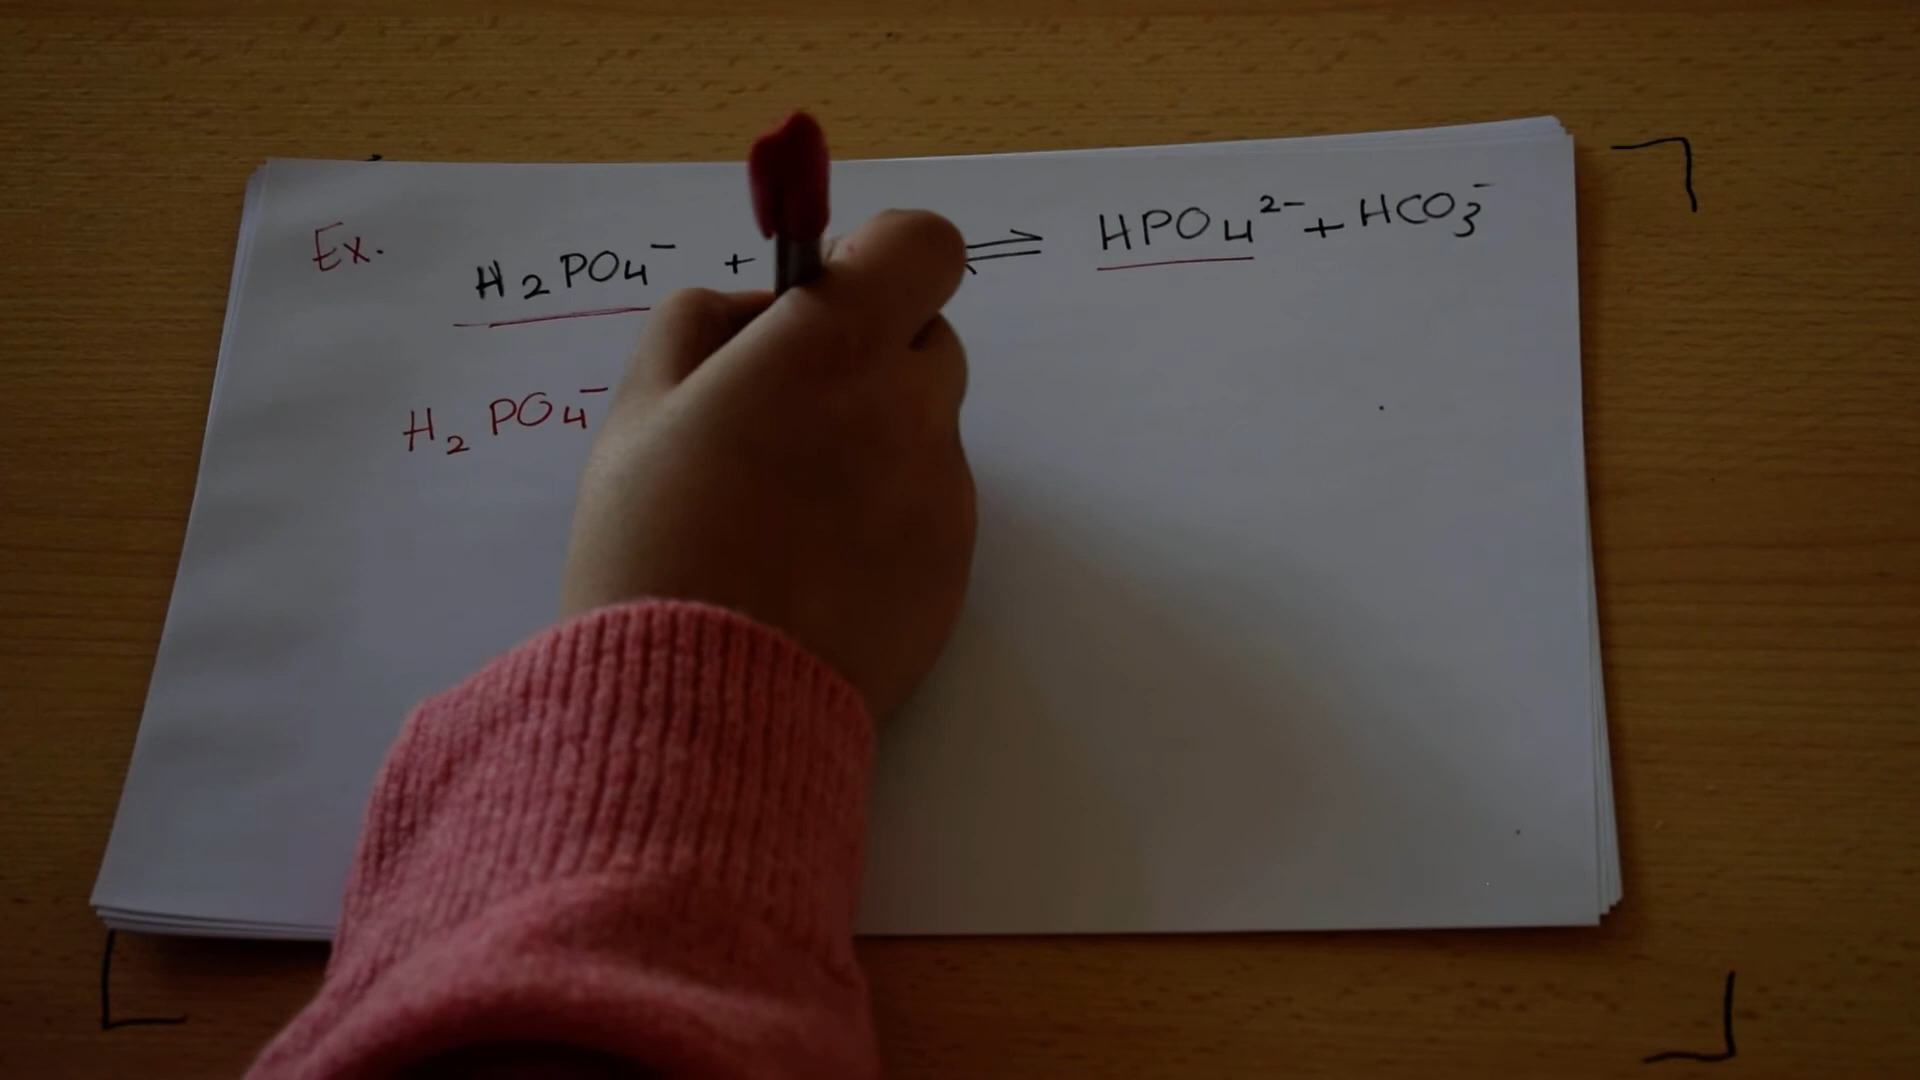 Ex. H₂PO₄⁻ + ⇌ HPO₄²⁻ + HCO₃⁻
H₂PO₄⁻